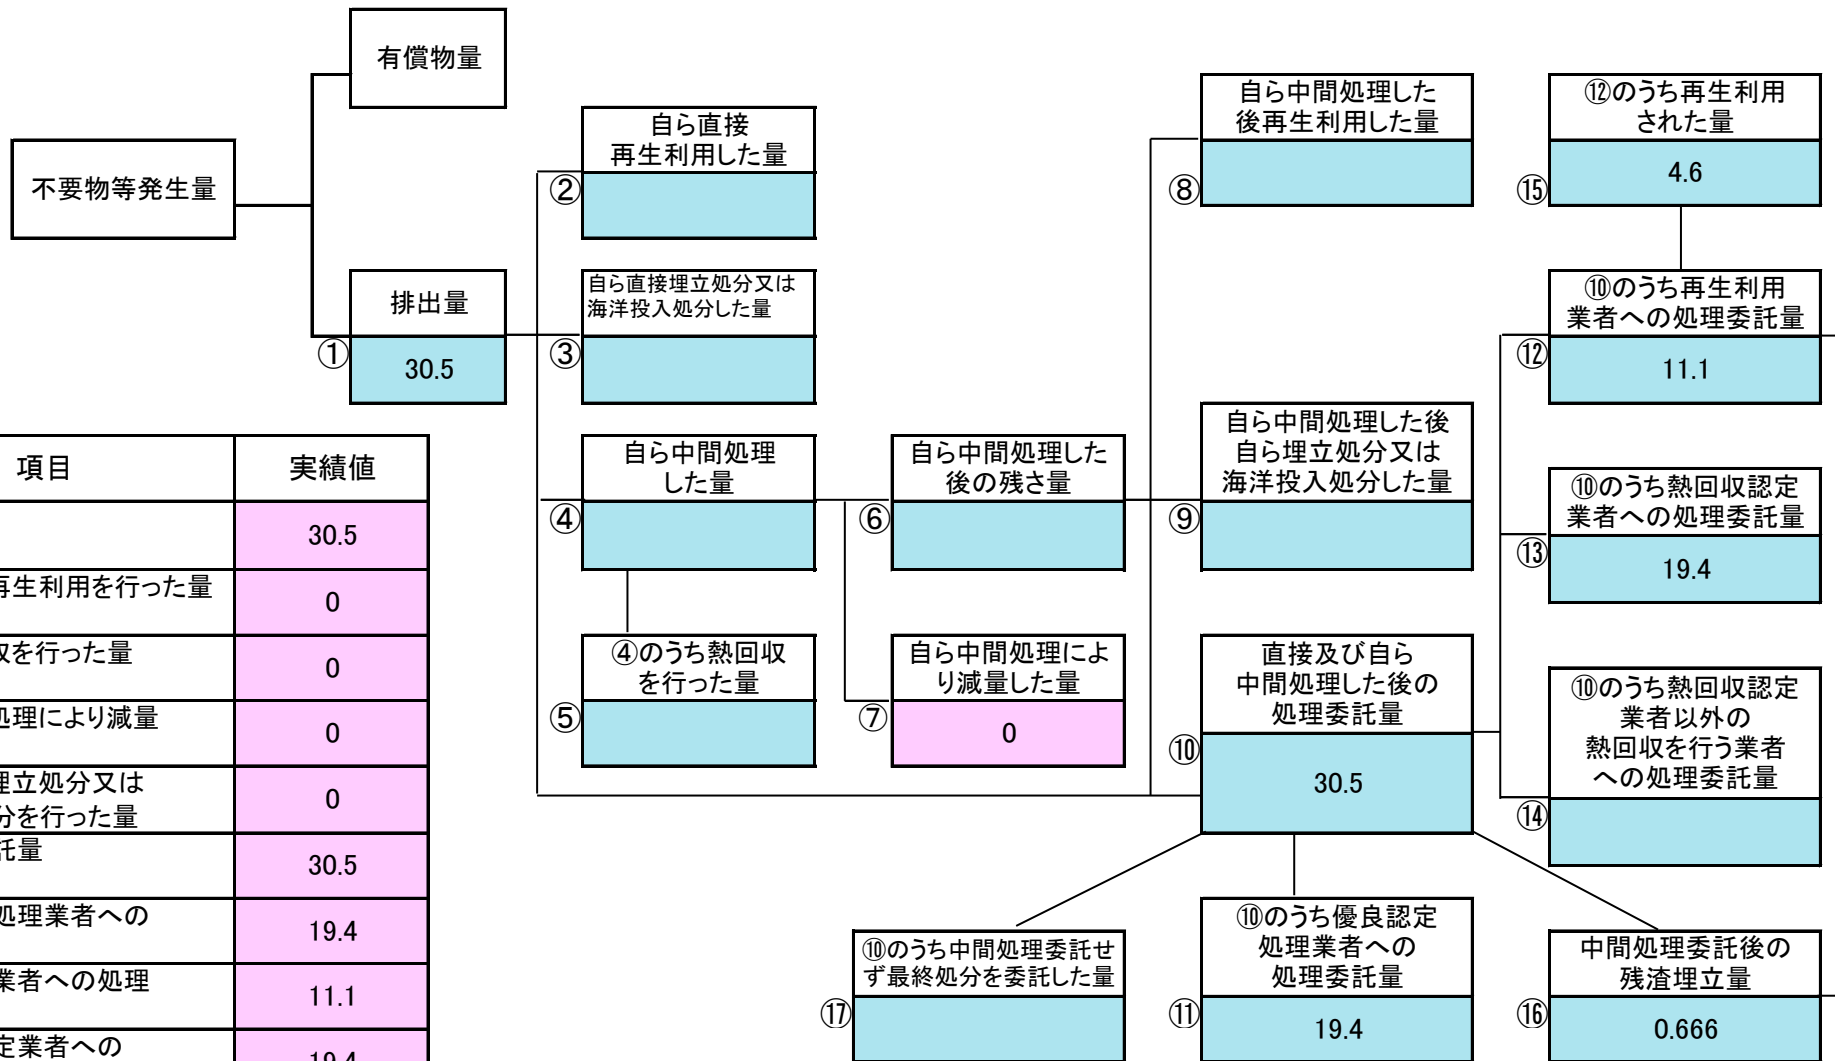 有償物量
不要物等発生量
排出量
①
30.5
自ら直接
再生利用した量
②
自ら直接埋立処分又は
海洋投入処分した量
③
自ら中間処理
した量
④
④のうち熱回収
を行った量
⑤
自ら中間処理した
後の残さ量
⑥
自ら中間処理によ
り減量した量
⑦
0
自ら中間処理した
後再生利用した量
⑧
自ら中間処理した後
自ら埋立処分又は
海洋投入処分した量
⑨
直接及び自ら
中間処理した後の
処理委託量
⑩
30.5
⑫のうち再生利用
された量
⑮
4.6
⑩のうち再生利用
業者への処理委託量
⑫
11.1
⑩のうち熱回収認定
業者への処理委託量
⑬
19.4
⑩のうち熱回収認定
業者以外の
熱回収を行う業者
への処理委託量
⑭
⑩のうち中間処理委託せ
ず最終処分を委託した量
⑰
⑩のうち優良認定
処理業者への
処理委託量
⑪
19.4
中間処理委託後の
残渣埋立量
⑯
0.666
項目 実績値
30.5
再生利用を行った量 0
を行った量 0
処理により減量 0
埋立処分又は
を行った量 0
託量 30.5
処理業者への 19.4
業者への処理 11.1
定業者への 19.4